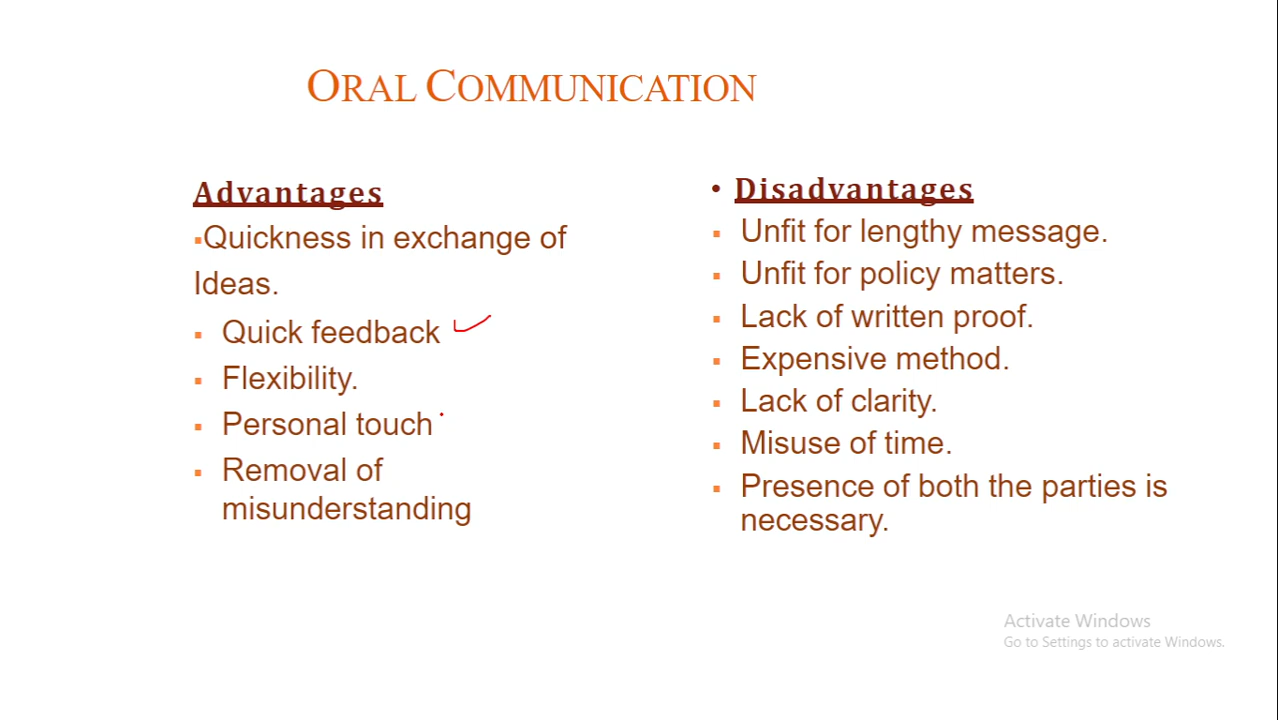 ORAL COMMUNICATION
Advantages
▪Quickness in exchange of
Ideas.
▪ Quick feedback
▪ Flexibility.
▪ Personal touch
▪ Removal of
misunderstanding
• Disadvantages
▪ Unfit for lengthy message.
▪ Unfit for policy matters.
▪ Lack of written proof.
▪ Expensive method.
▪ Lack of clarity.
▪ Misuse of time.
▪ Presence of both the parties is
necessary.
Activate Windows
Go to Settings to activate Windows.